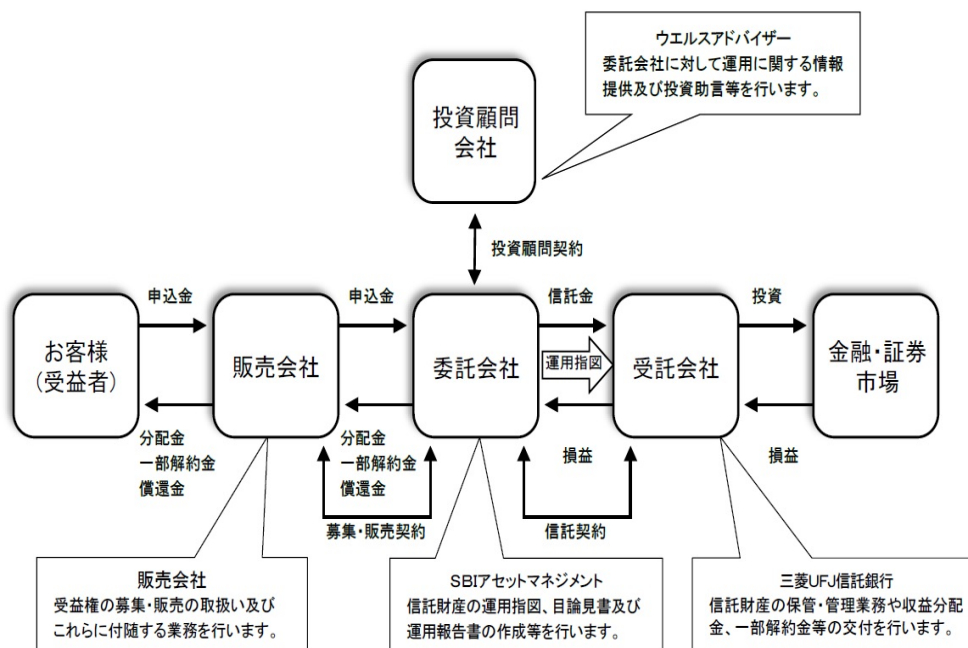 ウエルスアドバイザー
委託会社に対して運用に関する情報
提供及び投資助言等を行います。
投資顧問
会社
投資顧問契約
申込金
申込金
信託金
投資
お客様
(受益者)
販売会社
委託会社
運用指図
受託会社
金融・証券
市場
分配金
一部解約金
償還金
分配金
一部解約金
償還金
損益
損益
募集・販売契約
信託契約
販売会社
受益権の募集・販売の取扱い及び
これらに付随する業務を行います。
SBIアセットマネジメント
信託財産の運用指図、目論見書及び
運用報告書の作成等を行います。
三菱UFJ信託銀行
信託財産の保管・管理業務や収益分配
金、一部解約金等の交付を行います。